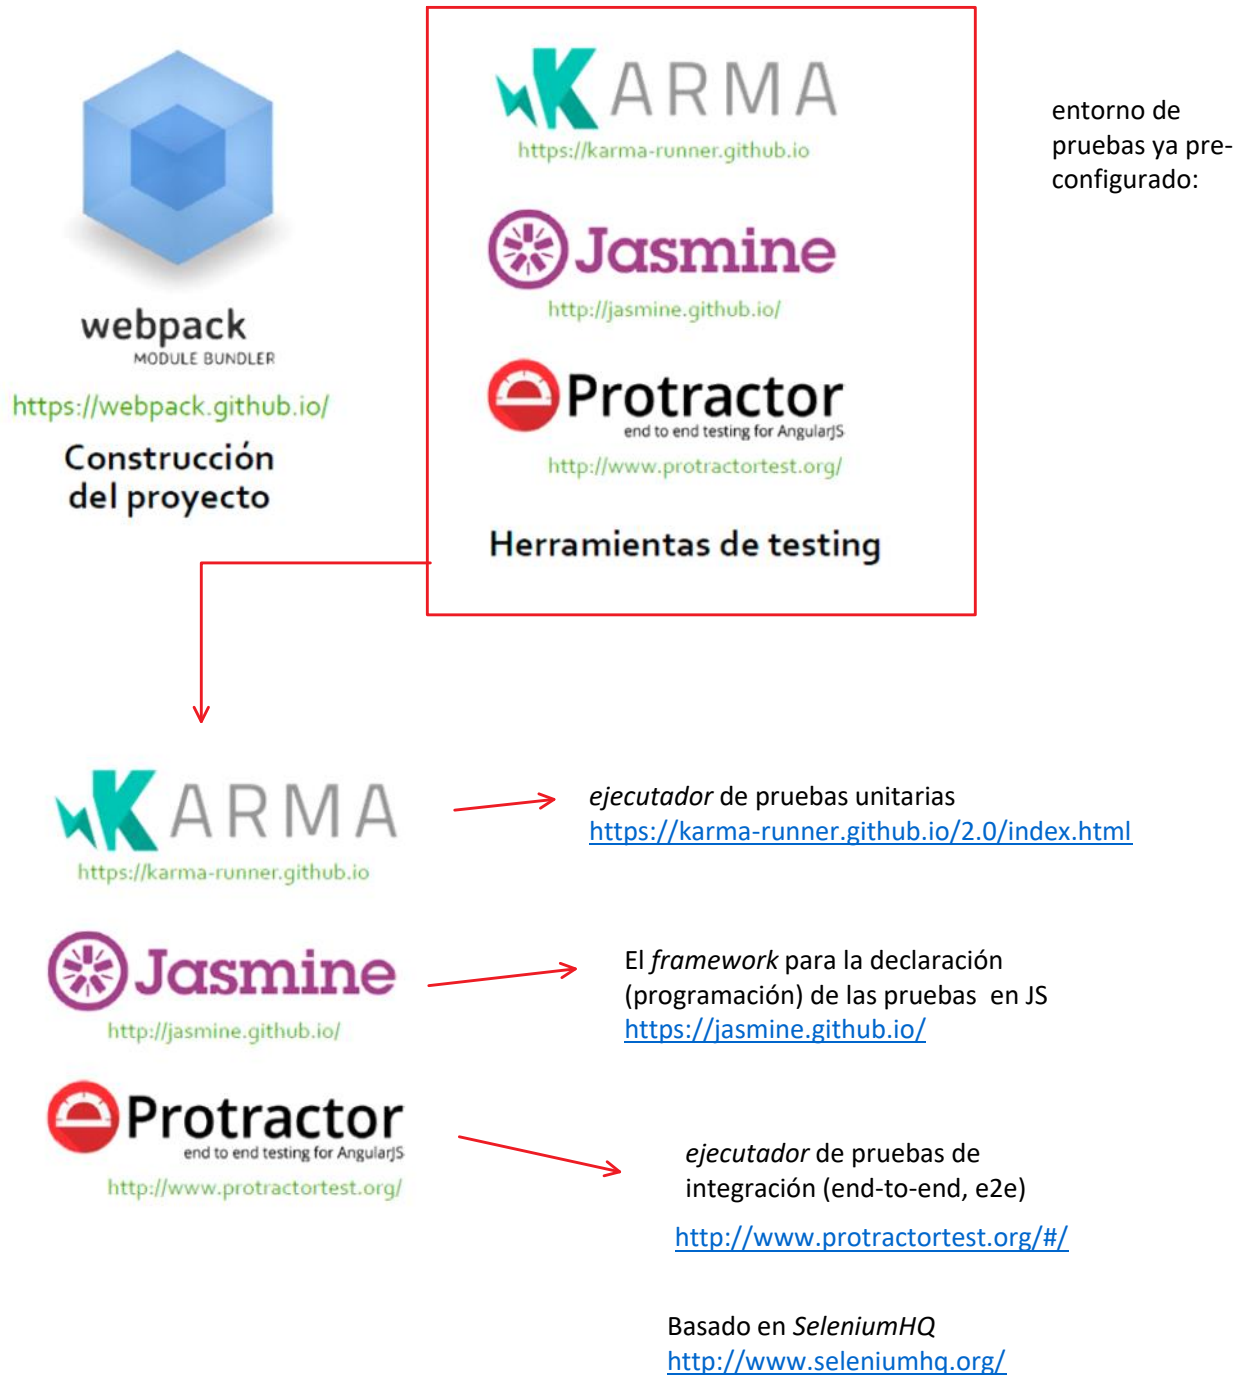 KARMA
https://karma-runner.github.io
entorno de
pruebas ya pre-
configurado:
Jasmine
http://jasmine.github.io/
webpack
MODULE BUNDLER
https://webpack.github.io/
Construcción
del proyecto
Protractor
end to end testing for AngularJS
http://www.protractortest.org/
Herramientas de testing
KARMA
https://karma-runner.github.io
ejecutador de pruebas unitarias
https://karma-runner.github.io/2.0/index.html
Jasmine
http://jasmine.github.io/
El framework para la declaración
(programación) de las pruebas  en JS
https://jasmine.github.io/
Protractor
end to end testing for AngularJS
http://www.protractortest.org/
ejecutador de pruebas de
integración (end-to-end, e2e)
http://www.protractortest.org/#/
Basado en SeleniumHQ
http://www.seleniumhq.org/